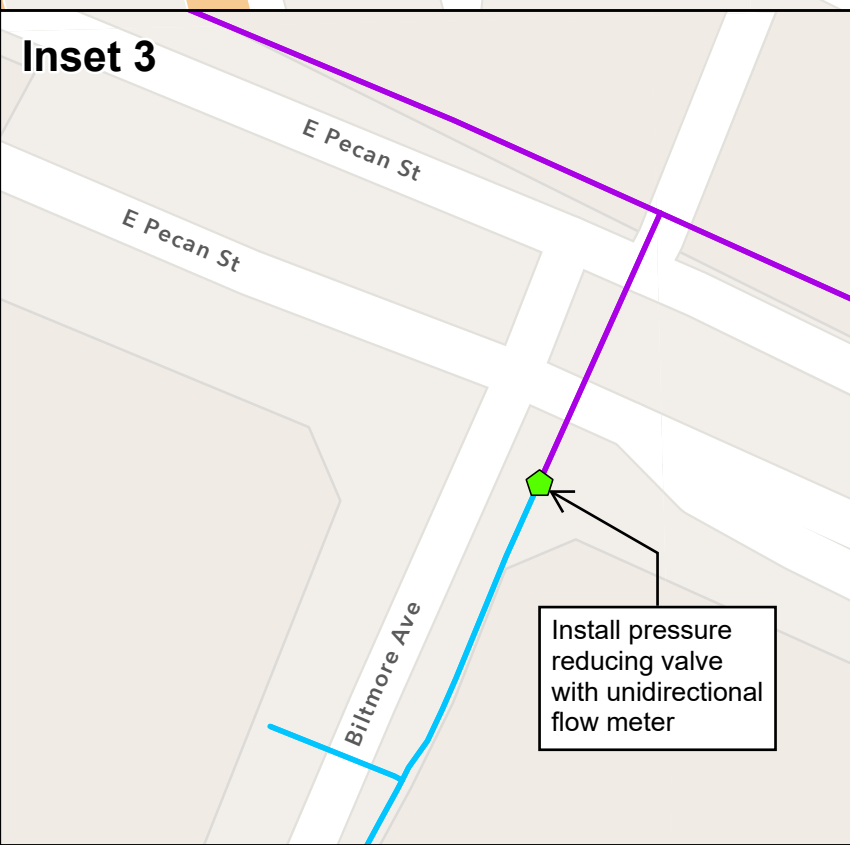 Inset 3
E Pecan St
E Pecan St
Biltmore Ave
Install pressure
reducing valve
with unidirectional
flow meter